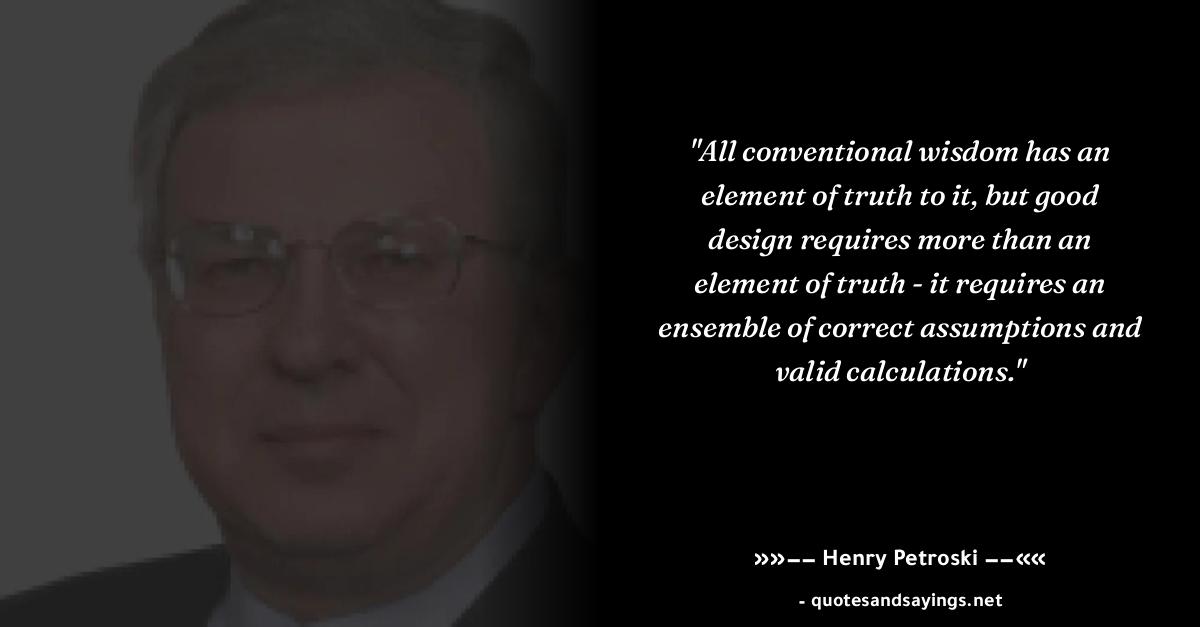 "All conventional wisdom has an
element of truth to it, but good
design requires more than an
element of truth - it requires an
ensemble of correct assumptions and
valid calculations."
»»−− Henry Petroski −−««
- quotesandsayings.net